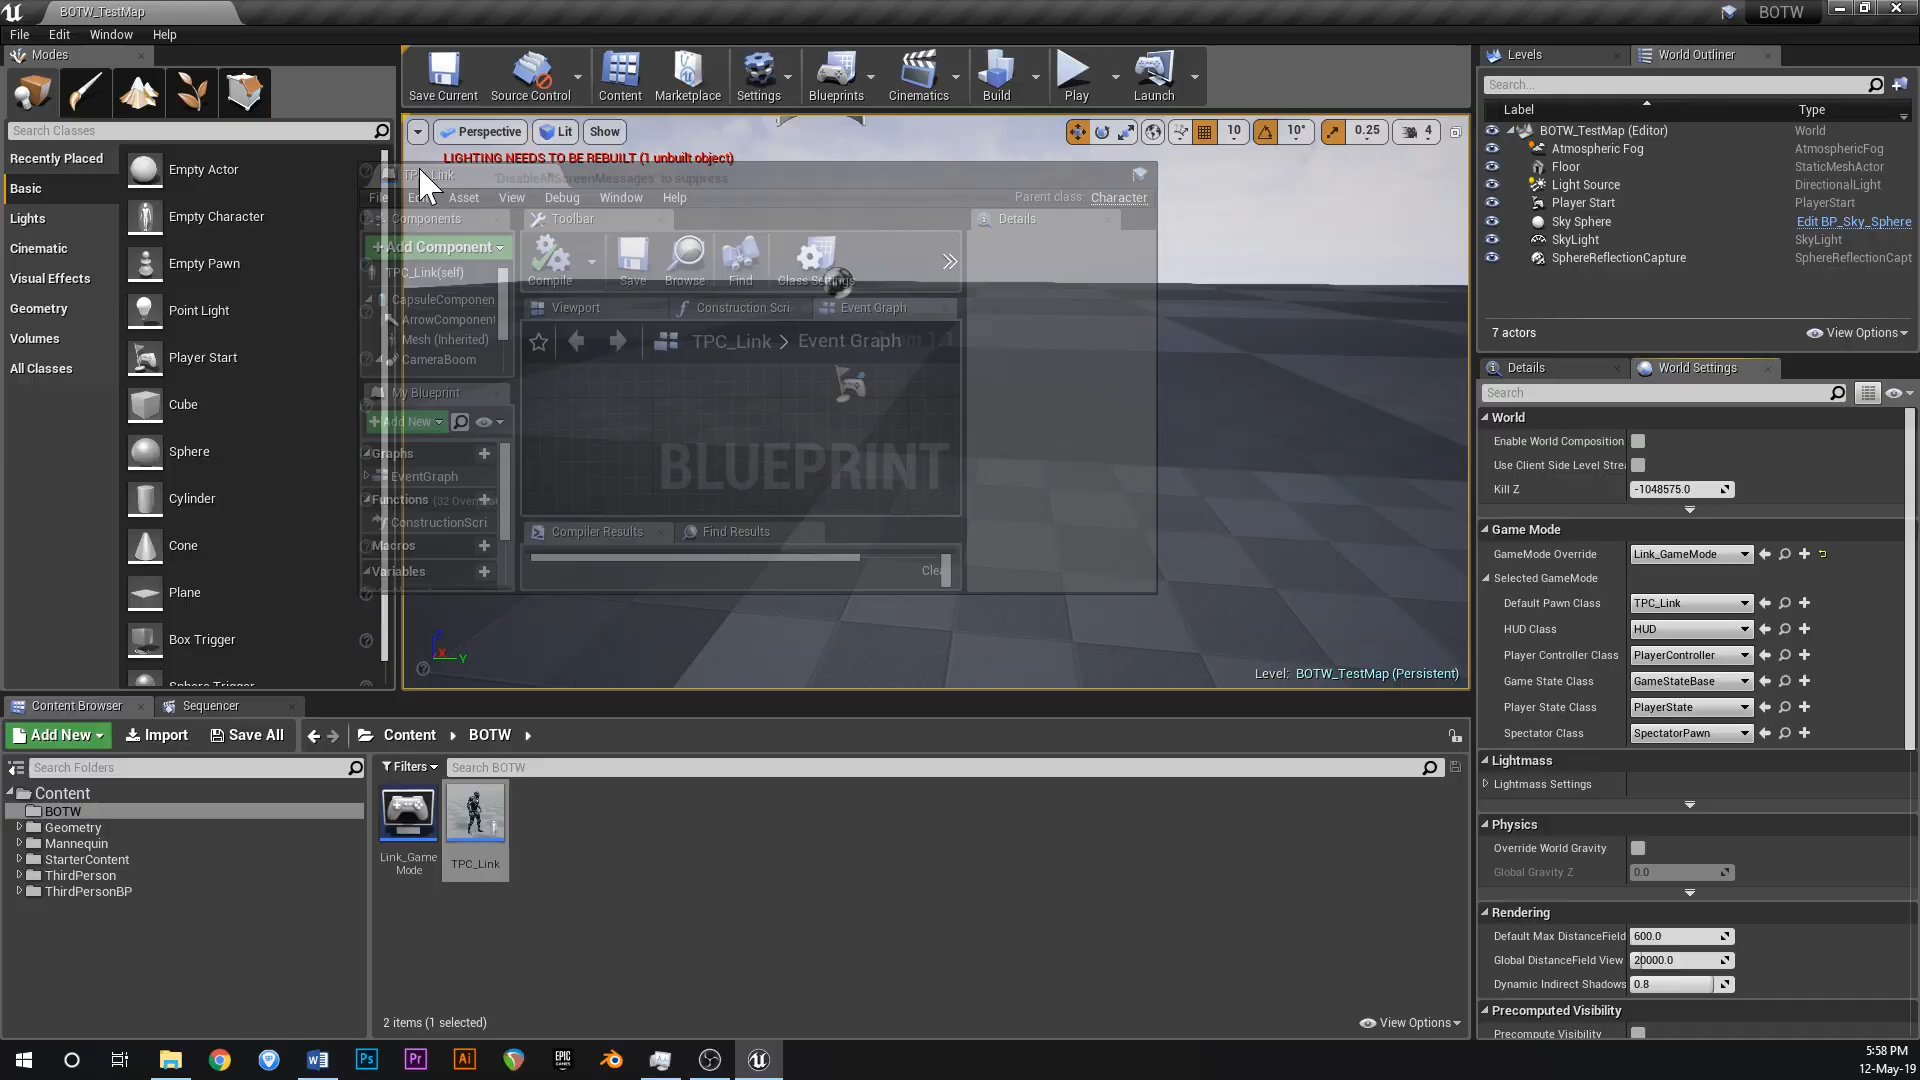 BOTW_TestMap
BOTW
File Edit Window Help
Modes
Search Classes
Recently Placed
Basic
Lights
Cinematic
Visual Effects
Geometry
Volumes
All Classes
Empty Actor
Empty Character
Empty Pawn
Point Light
Player Start
Cube
Sphere
Cylinder
Cone
Plane
Box Trigger
Sphere Trigger
Save Current
Source Control
Content
Marketplace
Settings
Blueprints
Cinematics
Build
Play
Launch
Perspective
Lit
Show
10
10°
0.25
4
LIGHTING NEEDS TO BE REBUILT (1 unbuilt object)
'DisableAllScreenMessages' to suppress
TPC_Link
File Edit Asset View Debug Window Help
Parent class: Character
Components
Add Component
TPC_Link(self)
CapsuleComponen
ArrowComponent
Mesh (Inherited)
CameraBoom
My Blueprint
Add New
Graphs
EventGraph
Functions (32 Overri
ConstructionScri
Macros
Variables
Toolbar
Compile
Save
Browse
Find
Class Settings
Viewport
Construction Scri
Event Graph
TPC_Link > Event Graph
BLUEPRINT
Compiler Results
Find Results
Clea
Details
Z
X
Y
Level: BOTW_TestMap (Persistent)
Levels
World Outliner
Search...
Label Type
BOTW_TestMap (Editor) World
Atmospheric Fog AtmosphericFog
Floor StaticMeshActor
Light Source DirectionalLight
Player Start PlayerStart
Sky Sphere Edit BP_Sky_Sphere
SkyLight SkyLight
SphereReflectionCapture SphereReflectionCapt
7 actors
View Options
Details
World Settings
Search
World
Enable World Composition
Use Client Side Level Strea
Kill Z -1048575.0
Game Mode
GameMode Override Link_GameMode
Selected GameMode
Default Pawn Class TPC_Link
HUD Class HUD
Player Controller Class PlayerController
Game State Class GameStateBase
Player State Class PlayerState
Spectator Class SpectatorPawn
Lightmass
Lightmass Settings
Physics
Override World Gravity
Global Gravity Z 0.0
Rendering
Default Max DistanceField 600.0
Global DistanceField View 20000.0
Dynamic Indirect Shadows 0.8
Precomputed Visibility
Precompute Visibility
Content Browser
Sequencer
Add New
Import
Save All
Content
BOTW
Search Folders
Filters
Search BOTW
Content
BOTW
Geometry
Mannequin
StarterContent
ThirdPerson
ThirdPersonBP
Link_Game
Mode
TPC_Link
2 items (1 selected)
View Options
Ps
Pr
Ai
EPIC
GAMES
5:58 PM
12-May-19